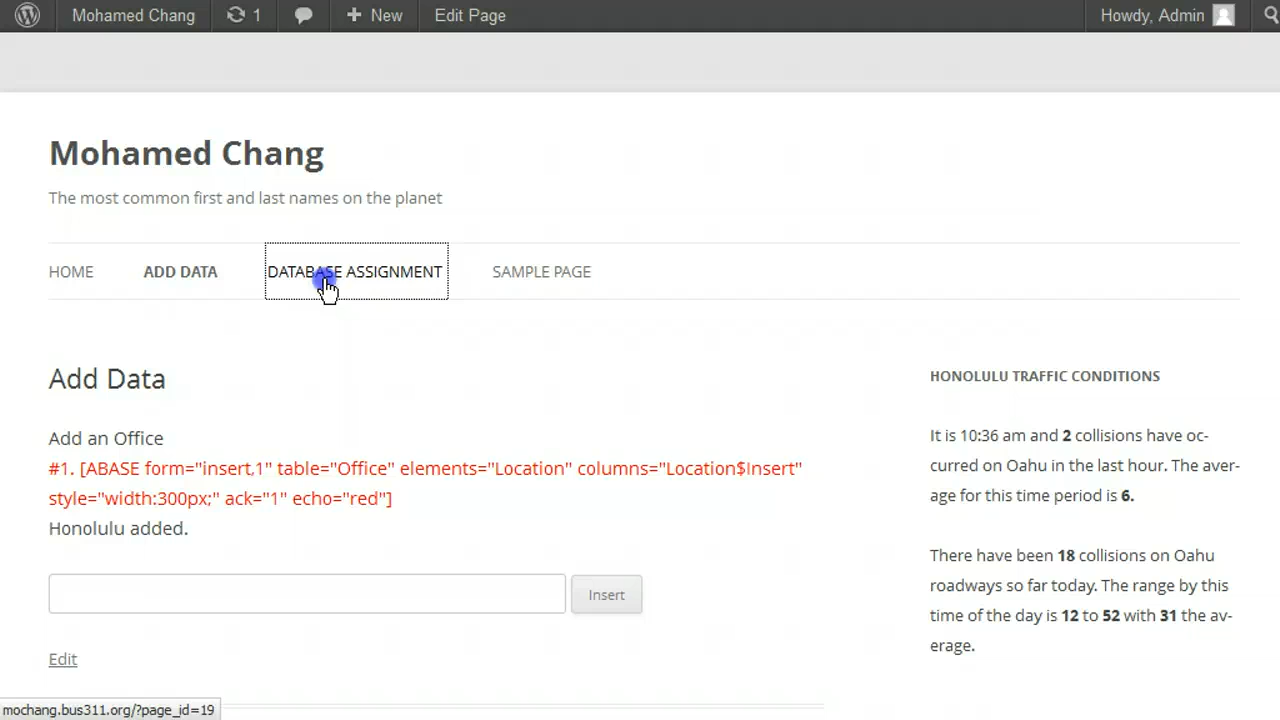 Mohamed Chang 1 New Edit Page Howdy, Admin
Mohamed Chang
The most common first and last names on the planet
HOME ADD DATA DATABASE ASSIGNMENT SAMPLE PAGE
Add Data
Add an Office
#1. [ABASE form="insert,1" table="Office" elements="Location" columns="Location$Insert"
style="width:300px;" ack="1" echo="red"]
Honolulu added.
Insert
Edit
HONOLULU TRAFFIC CONDITIONS
It is 10:36 am and 2 collisions have oc-
curred on Oahu in the last hour. The aver-
age for this time period is 6.
There have been 18 collisions on Oahu
roadways so far today. The range by this
time of the day is 12 to 52 with 31 the av-
erage.
mochang.bus311.org/?page_id=19